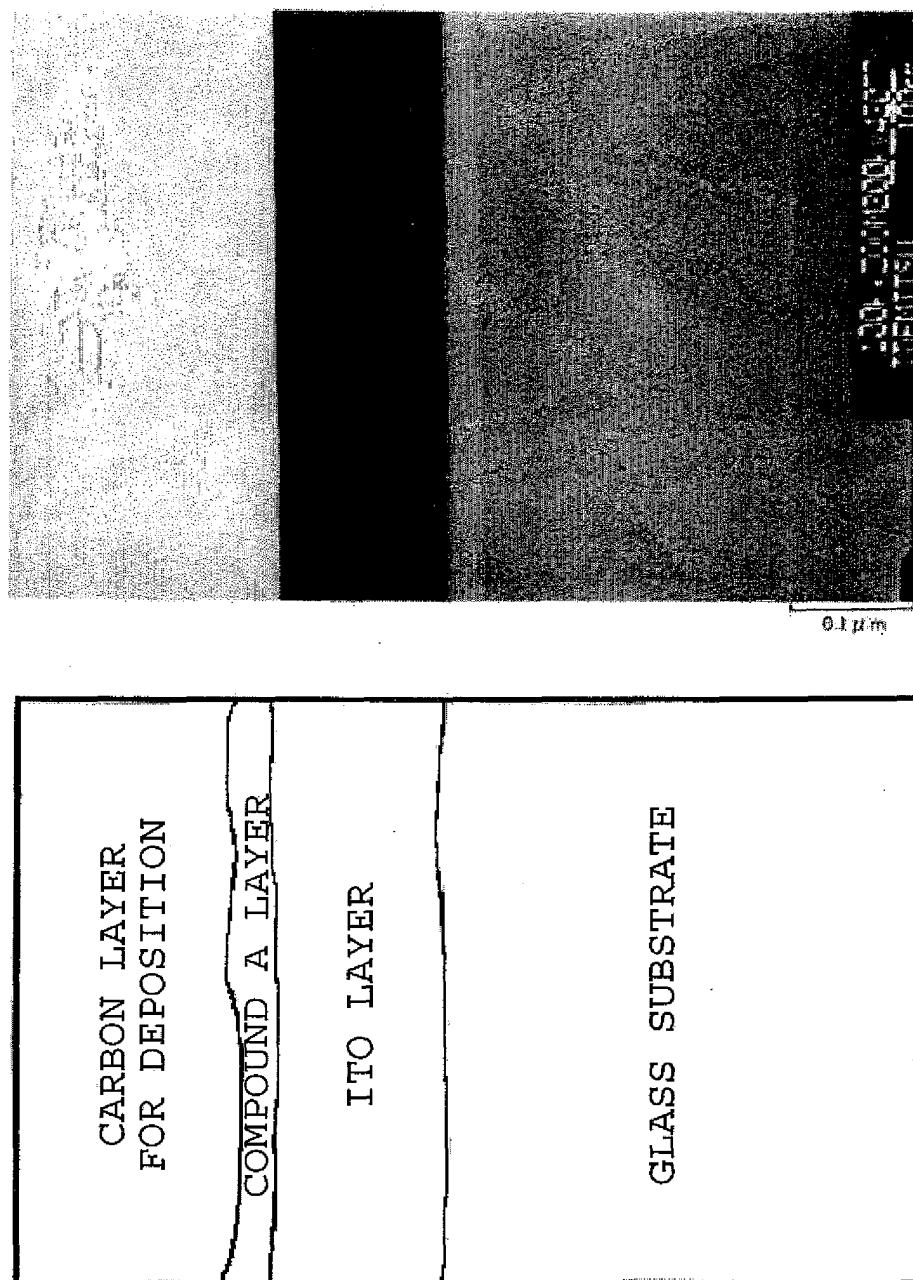 0.1 μm
CARBON LAYER
FOR DEPOSITION
COMPOUND A LAYER
ITO LAYER
GLASS SUBSTRATE